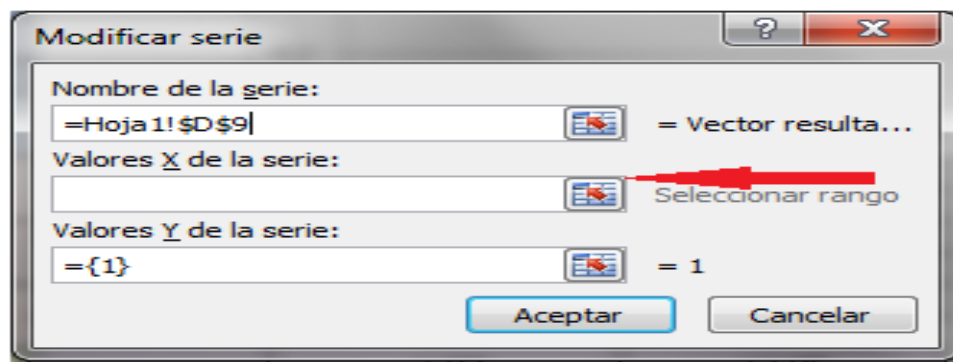 Modificar serie
Nombre de la serie:
=Hoja1!$D$9 = Vector resulta...
Valores X de la serie:
Seleccionar rango
Valores Y de la serie:
={1} = 1
Aceptar Cancelar